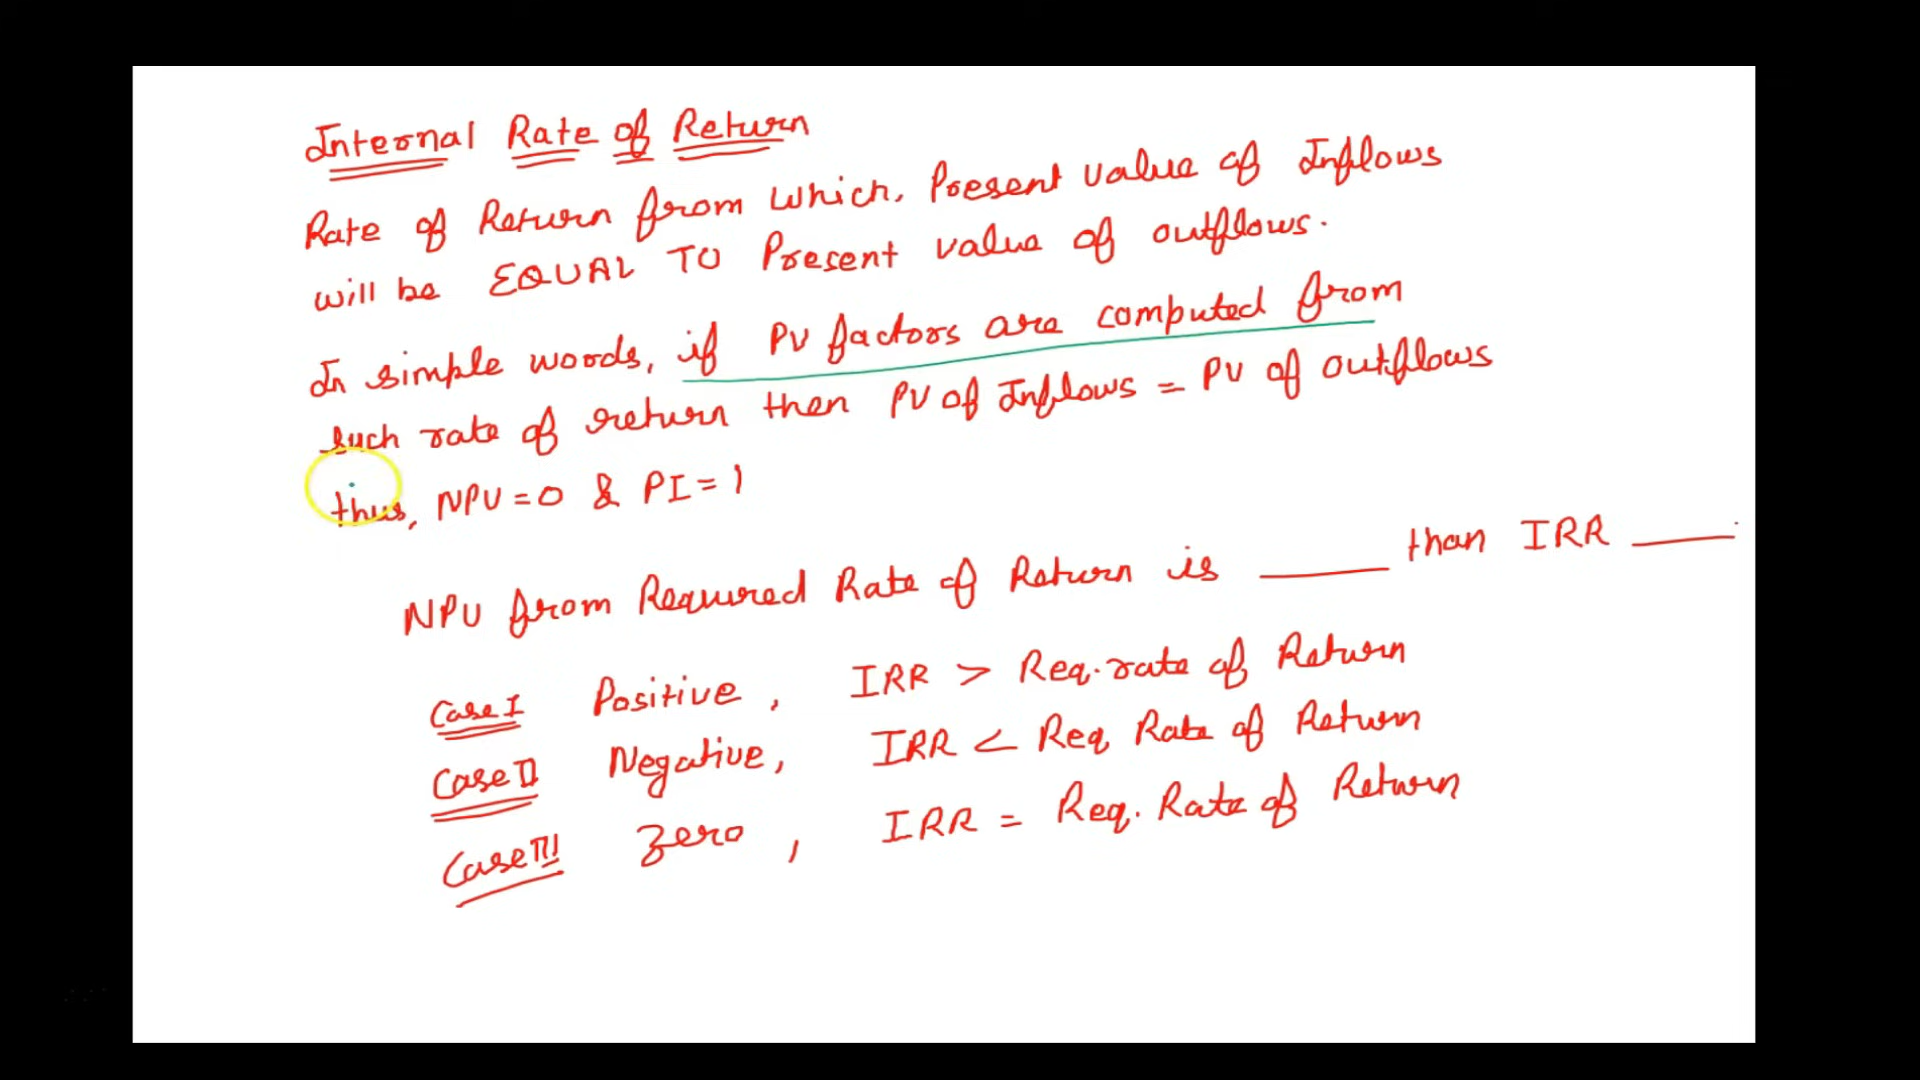 Internal Rate of Return
Rate of Return from which, Present value of Inflows
will be EQUAL TO Present value of outflows.
In simple words, if PV factors are computed from
such rate of return then PV of Inflows = PV of outflows
thus, NPV = 0 & PI = 1
NPV from Required Rate of Return is _____ than IRR _____
Case I Positive, IRR > Req. rate of Return
Case II Negative, IRR < Req Rate of Return
Case III Zero, IRR = Req. Rate of Return